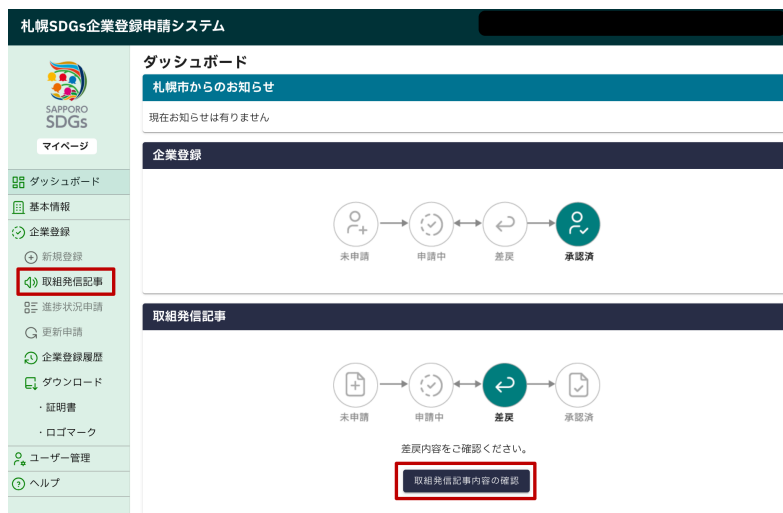 札幌SDGs企業登録申請システム
SAPPORO
SDGs
マイページ
ダッシュボード
基本情報
企業登録
新規登録
取組発信記事
進捗状況申請
更新申請
企業登録履歴
ダウンロード
・証明書
・ロゴマーク
ユーザー管理
ヘルプ
ダッシュボード
札幌市からのお知らせ
現在お知らせは有りません
企業登録
未申請 申請中 差戻 承認済
取組発信記事
未申請 申請中 差戻 承認済
差戻内容をご確認ください。
取組発信記事内容の確認